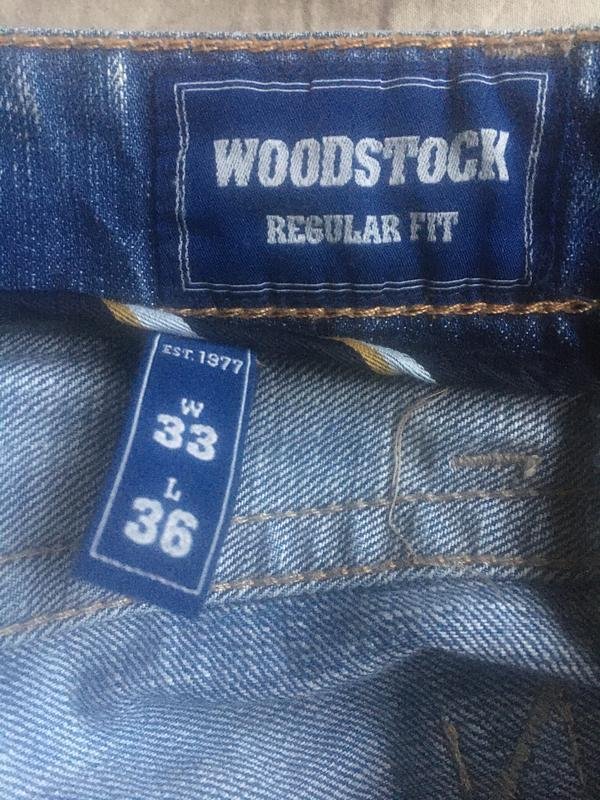 WOODSTOCK
REGULAR FIT
EST. 1977
W
33
L
36